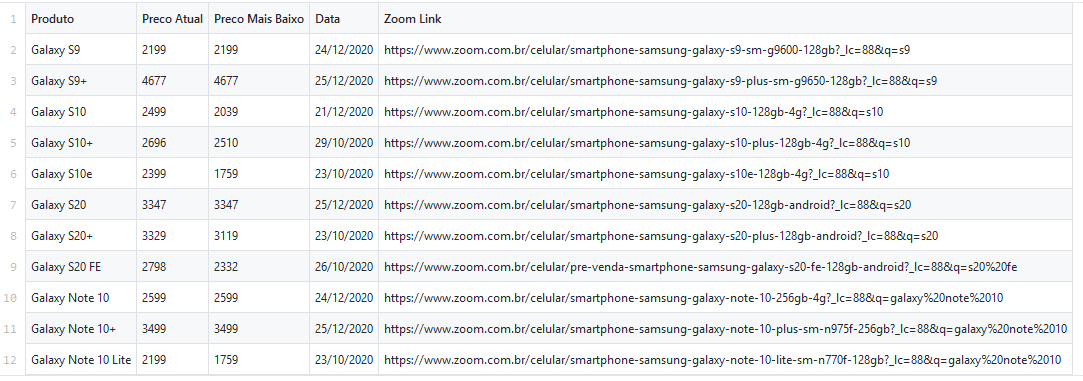 1 Produto Preco Atual Preco Mais Baixo Data Zoom Link
2 Galaxy S9 2199 2199 24/12/2020 https://www.zoom.com.br/celular/smartphone-samsung-galaxy-s9-sm-g9600-128gb?_lc=88&q=s9
3 Galaxy S9+ 4677 4677 25/12/2020 https://www.zoom.com.br/celular/smartphone-samsung-galaxy-s9-plus-sm-g9650-128gb?_lc=88&q=s9
4 Galaxy S10 2499 2039 21/12/2020 https://www.zoom.com.br/celular/smartphone-samsung-galaxy-s10-128gb-4g?_lc=88&q=s10
5 Galaxy S10+ 2696 2510 29/10/2020 https://www.zoom.com.br/celular/smartphone-samsung-galaxy-s10-plus-128gb-4g?_lc=88&q=s10
6 Galaxy S10e 2399 1759 23/10/2020 https://www.zoom.com.br/celular/smartphone-samsung-galaxy-s10e-128gb-4g?_lc=88&q=s10
7 Galaxy S20 3347 3347 25/12/2020 https://www.zoom.com.br/celular/smartphone-samsung-galaxy-s20-128gb-android?_lc=88&q=s20
8 Galaxy S20+ 3329 3119 23/10/2020 https://www.zoom.com.br/celular/smartphone-samsung-galaxy-s20-plus-128gb-android?_lc=88&q=s20
9 Galaxy S20 FE 2798 2332 26/10/2020 https://www.zoom.com.br/celular/pre-venda-smartphone-samsung-galaxy-s20-fe-128gb-android?_lc=88&q=s20%20fe
10 Galaxy Note 10 2599 2599 24/12/2020 https://www.zoom.com.br/celular/smartphone-samsung-galaxy-note-10-256gb-4g?_lc=88&q=galaxy%20note%2010
11 Galaxy Note 10+ 3499 3499 25/12/2020 https://www.zoom.com.br/celular/smartphone-samsung-galaxy-note-10-plus-sm-n975f-256gb?_lc=88&q=galaxy%20note%2010
12 Galaxy Note 10 Lite 2199 1759 23/10/2020 https://www.zoom.com.br/celular/smartphone-samsung-galaxy-note-10-lite-sm-n770f-128gb?_lc=88&q=galaxy%20note%2010